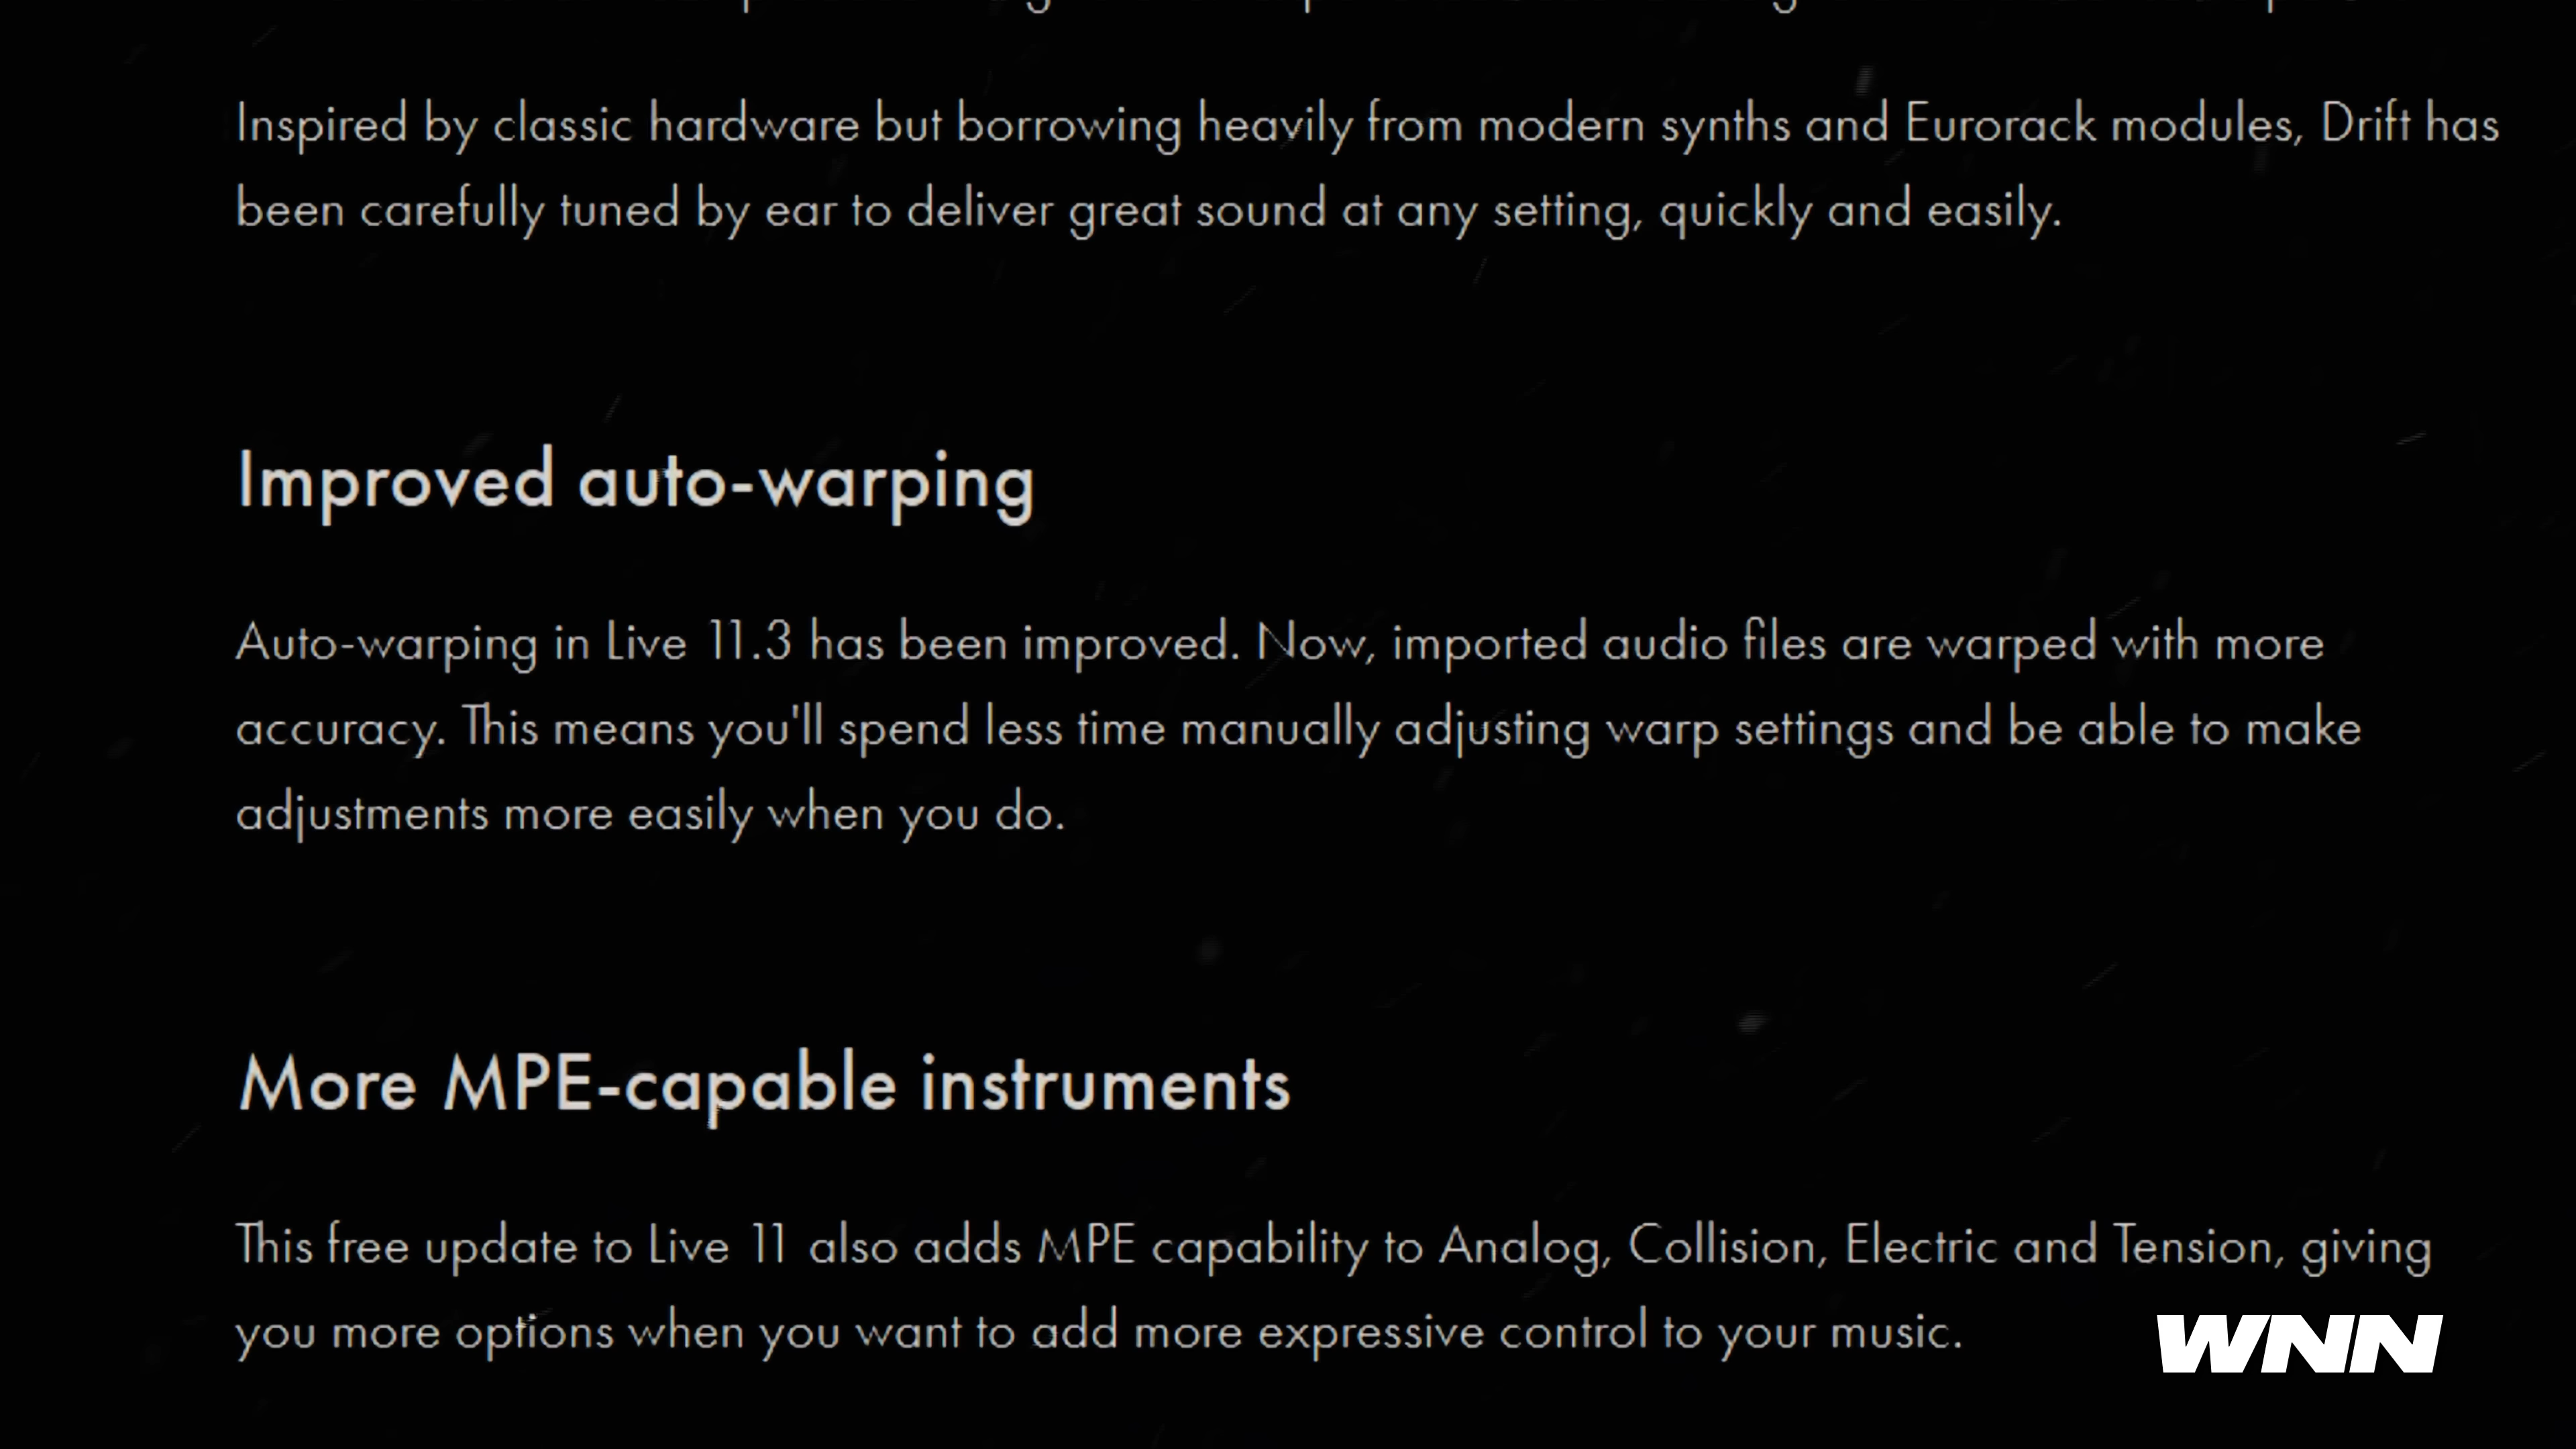 Inspired by classic hardware but borrowing heavily from modern synths and Eurorack modules, Drift has
been carefully tuned by ear to deliver great sound at any setting, quickly and easily.
Improved auto-warping
Auto-warping in Live 11.3 has been improved. Now, imported audio files are warped with more
accuracy. This means you'll spend less time manually adjusting warp settings and be able to make
adjustments more easily when you do.
More MPE-capable instruments
This free update to Live 11 also adds MPE capability to Analog, Collision, Electric and Tension, giving
you more options when you want to add more expressive control to your music.
WNN